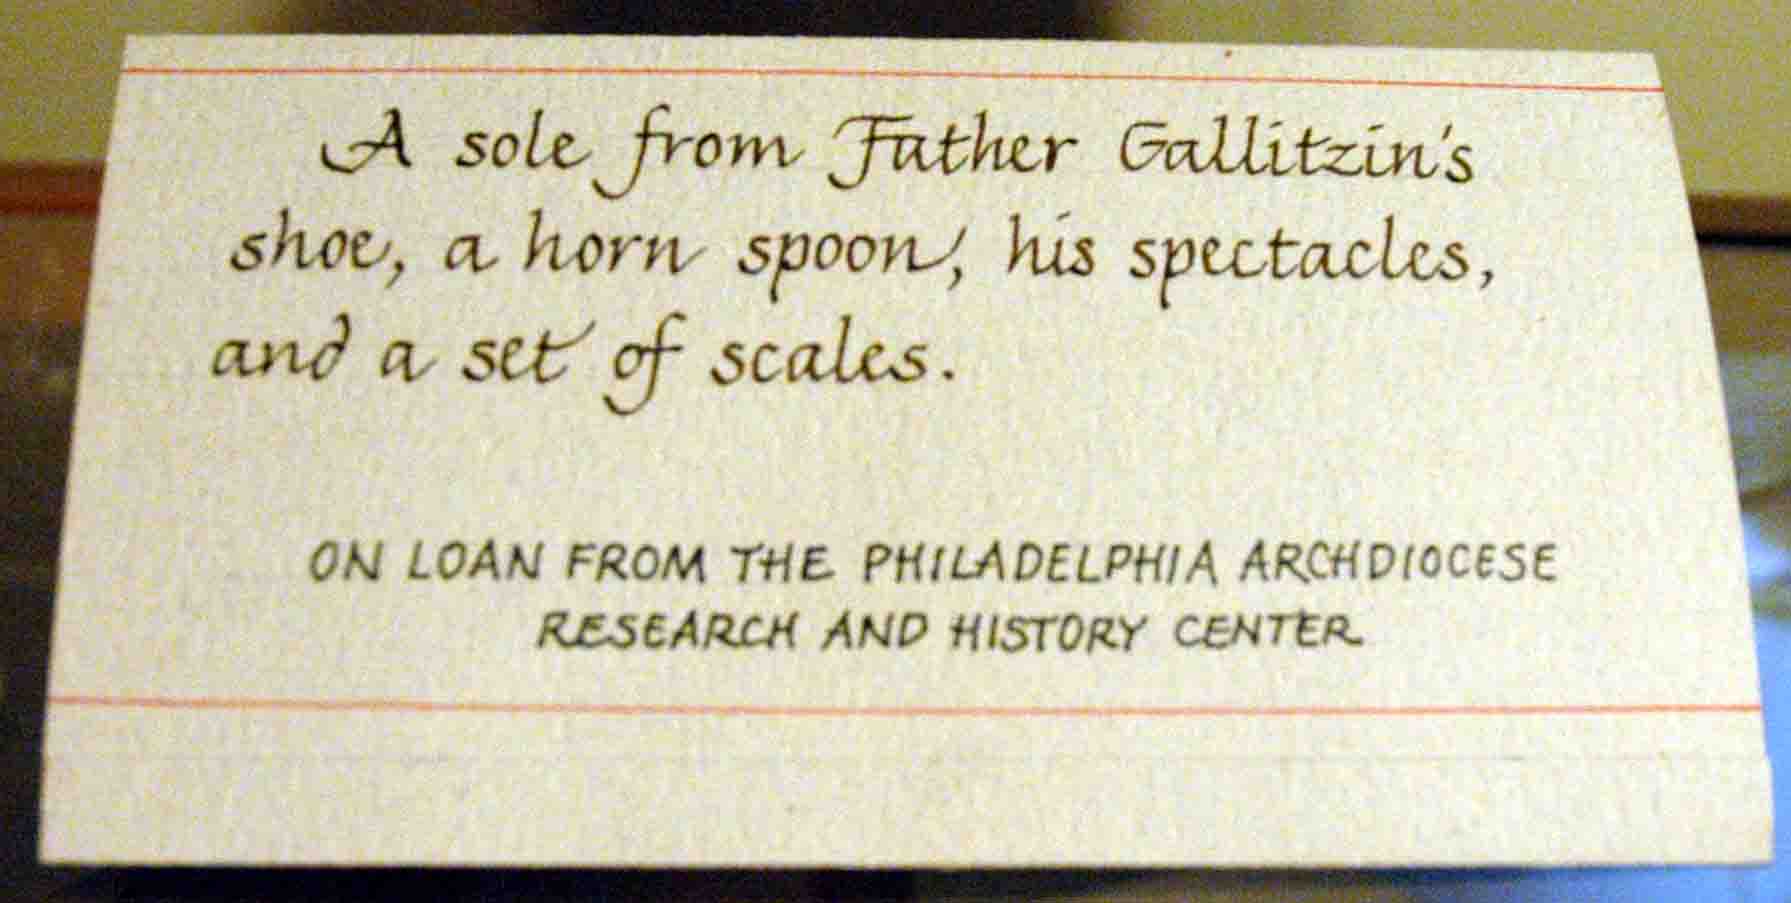 A sole from Father Gallitzin's
shoe, a horn spoon, his spectacles,
and a set of scales.
ON LOAN FROM THE PHILADELPHIA ARCHDIOCESE
RESEARCH AND HISTORY CENTER